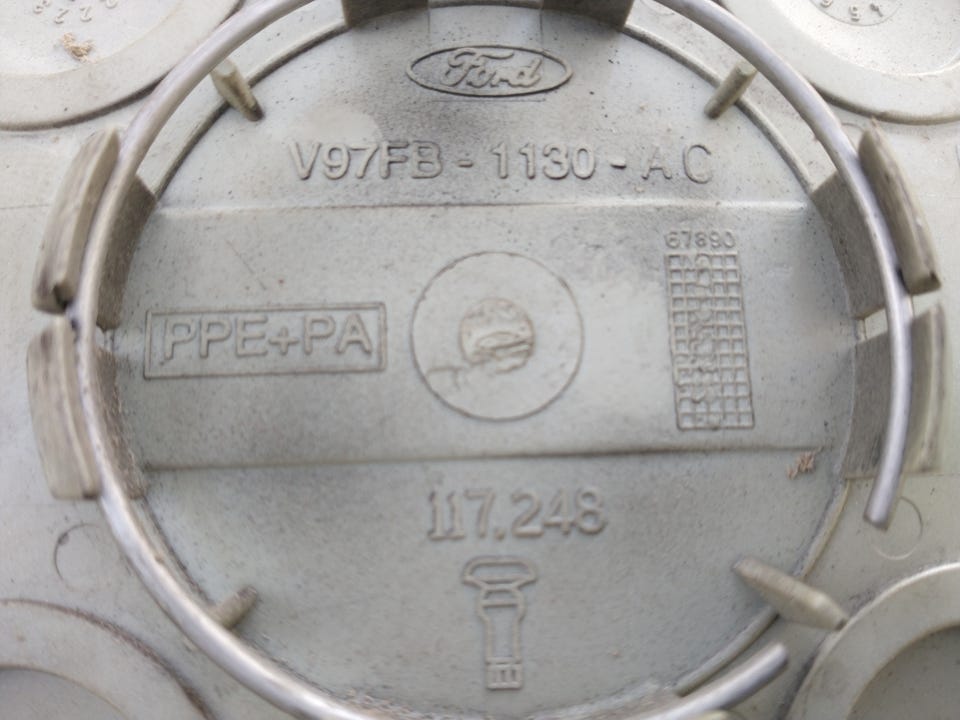 Ford
V97FB - 1130 - AC
67890
PPE+PA
117.248